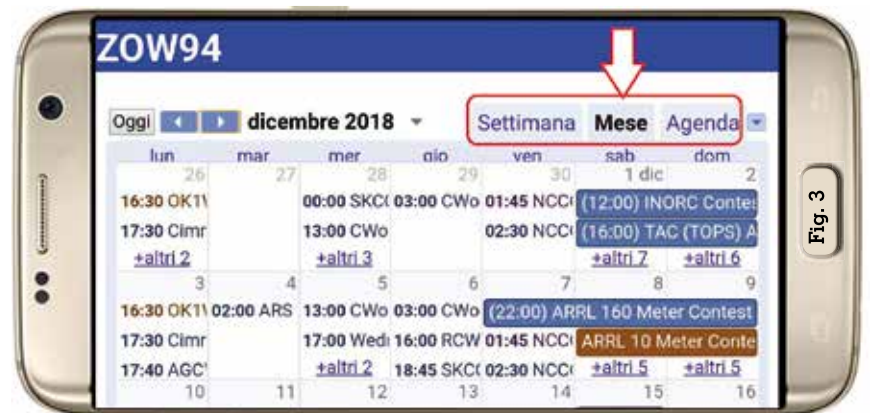 ZOW94
Oggi dicembre 2018 Settimana Mese Agenda
lun mar mer gio ven sab dom
26 27 28 29 30 1 dic 2
16:30 OK1 00:00 SKC( 03:00 CWo 01:45 NCC (12:00) INORC Contes
17:30 Cimr 13:00 CWo 02:30 NCC (16:00) TAC (TOPS) A
+altri 2 +altri 3 +altri 7 +altri 6
3 4 5 6 7 8 9
16:30 OK1 02:00 ARS 13:00 CWo 03:00 CWo (22:00) ARRL 160 Meter Contest
17:30 Cimr 17:00 Wed 16:00 RCW 01:45 NCC ARRL 10 Meter Conte
17:40 AGC +altri 2 18:45 SKC( 02:30 NCC +altri 5 +altri 5
10 11 12 13 14 15 16
Fig. 3